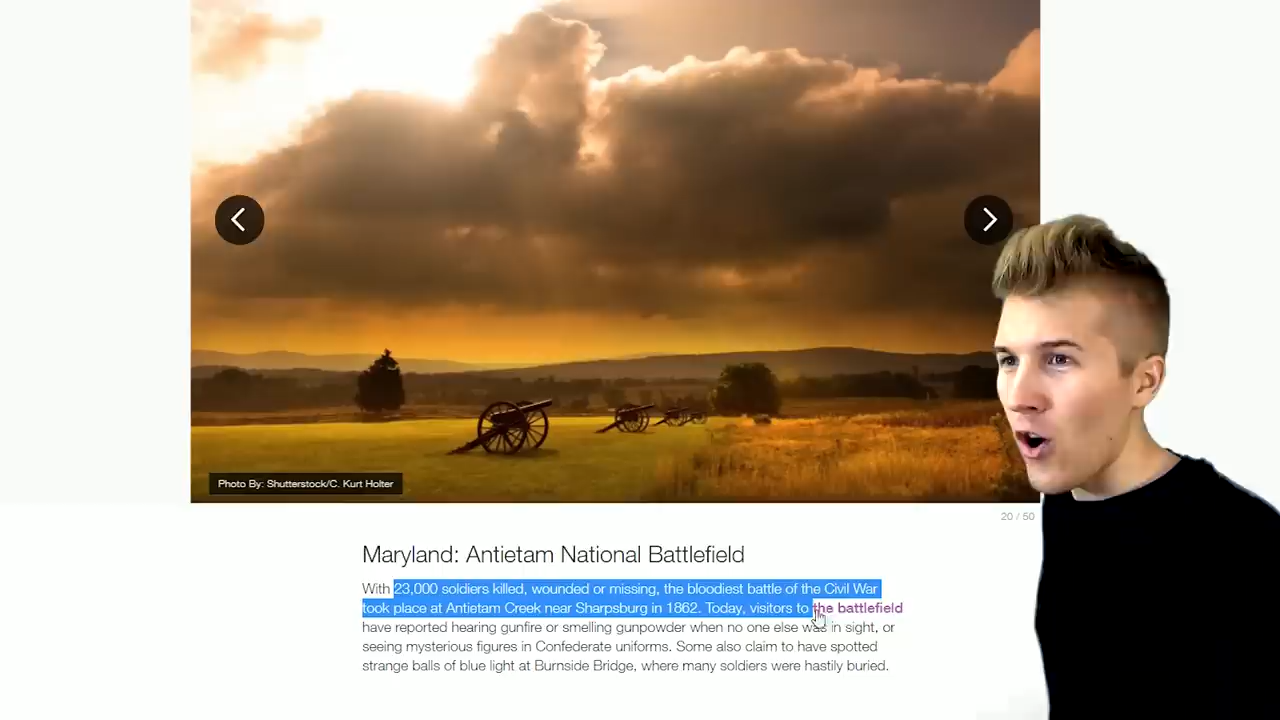 Photo By: Shutterstock/C. Kurt Holter
20 / 50
Maryland: Antietam National Battlefield
With 23,000 soldiers killed, wounded or missing, the bloodiest battle of the Civil War
took place at Antietam Creek near Sharpsburg in 1862. Today, visitors to the battlefield
have reported hearing gunfire or smelling gunpowder when no one else was in sight, or
seeing mysterious figures in Confederate uniforms. Some also claim to have spotted
strange balls of blue light at Burnside Bridge, where many soldiers were hastily buried.